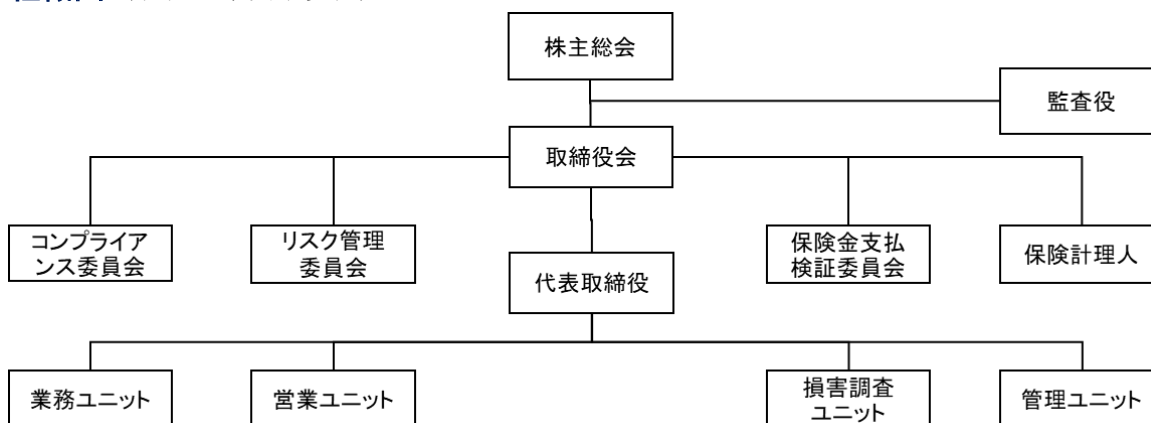 株主総会
監査役
取締役会
コンプライア
ンス委員会
リスク管理
委員会
保険金支払
検証委員会
保険計理人
代表取締役
業務ユニット
営業ユニット
損害調査
ユニット
管理ユニット